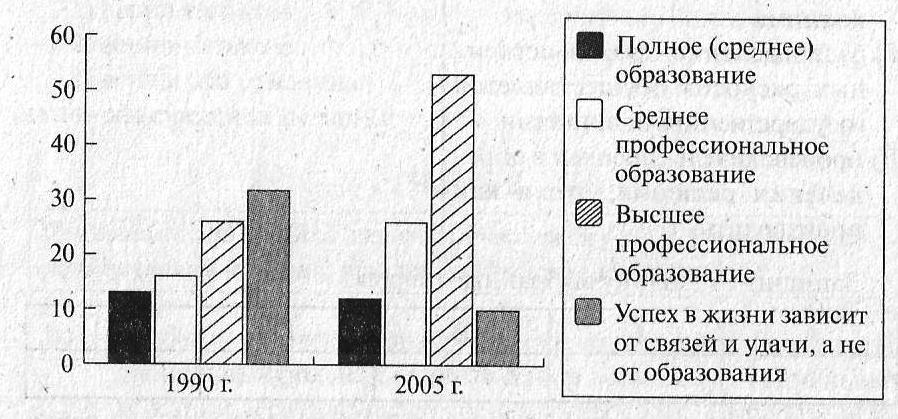 60
50
40
30
20
10
0
1990 г.
2005 г.
Полное (среднее)
образование
Среднее
профессиональное
образование
Высшее
профессиональное
образование
Успех в жизни зависит
от связей и удачи, а не
от образования